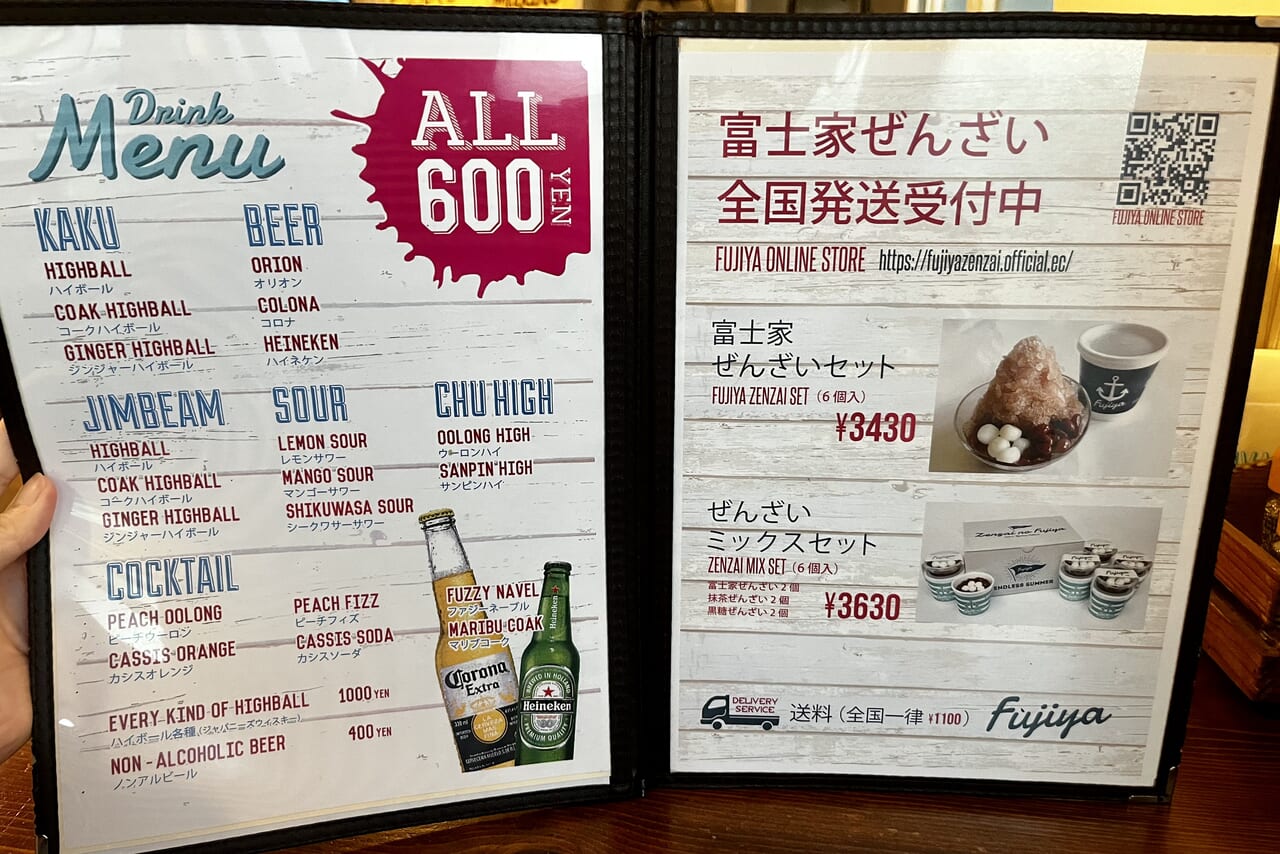 Drink
Menu
ALL
600 YEN
KAKU
HIGHBALL
ハイボール
COAK HIGHBALL
コークハイボール
GINGER HIGHBALL
ジンジャーハイボール
BEER
ORION
オリオン
COLONA
コロナ
HEINEKEN
ハイネケン
JIMBEAM
HIGHBALL
ハイボール
COAK HIGHBALL
コークハイボール
GINGER HIGHBALL
ジンジャーハイボール
SOUR
LEMON SOUR
レモンサワー
MANGO SOUR
マンゴーサワー
SHIKUWASA SOUR
シークワサーサワー
CHU HIGH
OOLONG HIGH
ウーロンハイ
SANPIN HIGH
サンピンハイ
COCKTAIL
PEACH OOLONG
ピーチウーロン
CASSIS ORANGE
カシスオレンジ
PEACH FIZZ
ピーチフィズ
CASSIS SODA
カシスソーダ
FUZZY NAVEL
ファジーネーブル
MARIBU COAK
マリブコーク
EVERY KIND OF HIGHBALL 1000 YEN
ハイボール各種(ジャパニーズウィスキー)
NON-ALCOHOLIC BEER 400 YEN
ノンアルビール
Corona
Extra
LA
CERVEZA
MAS
FINA
Heineken
BREWED IN HOLLAND
Heineken
PREMIUM QUALITY
富士家ぜんざい
全国発送受付中
FUJIYA ONLINE STORE
FUJIYA ONLINE STORE https://fujiyazenzai.official.ec/
富士家
ぜんざいセット
FUJIYA ZENZAI SET (6個入)
¥3430
Fujiya
ぜんざい
ミックスセット
ZENZAI MIX SET (6個入)
富士家ぜんざい2個
抹茶ぜんざい2個
黒糖ぜんざい2個
¥3630
Zenzai no Fujiya
ENDLESS SUMMER
DELIVERY
SERVICE
送料(全国一律 ¥1100)
Fujiya